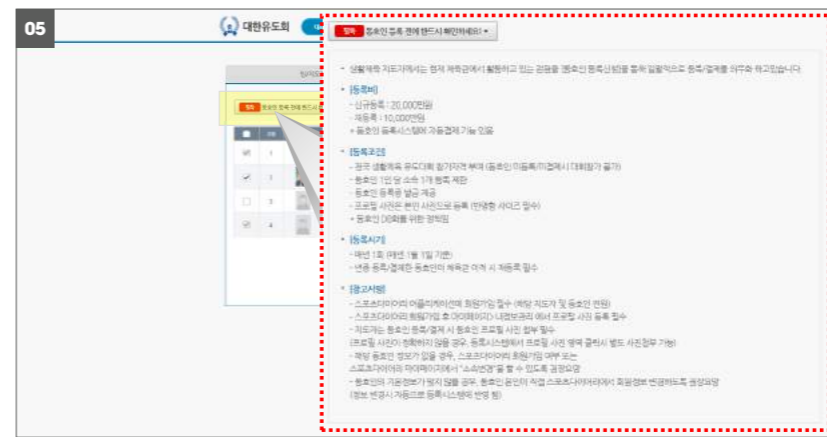 05
대한유도회
필독 동호인 등록 전에 반드시 확인하세요!
- 생활체육 지도자께서는 현재 체육관에서 활동하고 있는 관원을 [동호인 등록신청]을 통해 일괄적으로 등록/결제를 의무화 하고있습니다.
[등록비]
- 신규등록 : 20,000만원
- 재등록 : 10,000만원
+ 동호인 등록시스템에 자동결제 기능 있음
[등록조건]
- 전국 생활체육 유도대회 참가자격 부여 (동호인 미등록/미결제시 대회참가 불가)
- 동호인 1인 당 소속 1개 등록 제한
- 동호인 등록증 발급 제공
- 프로필 사진은 본인 사진으로 등록 (반명함 사이즈 필수)
+ 동호인 DB화를 위한 정책임
[등록시기]
- 매년 1회 (매년 1월 1일 기준)
- 년중 등록/결제한 동호인이 체육관 이적 시 재등록 필수
[광고사항]
- 스포츠다이어리 어플리케이션에 회원가입 필수 (해당 지도자 및 동호인 전원)
- 스포츠다이어리 회원가입 후 마이페이지> 내정보관리 에서 프로필 사진 등록 필수
- 지도자는 동호인 등록/결제 시 동호인 프로필 사진 첨부 필수
(프로필 사진이 정확하지 않을 경우, 등록시스템에서 프로필 사진 영역 클릭시 별도 사진첨부 가능)
- 해당 동호인 정보가 없을 경우, 스포츠다이어리 회원가입 여부 또는
스포츠다이어리 마이페이지에서 "소속변경"을 할 수 있도록 권장요망
- 동호인의 기본정보가 맞지 않을 경우, 동호인 본인이 직접 스포츠다이어리에서 회원정보 변경하도록 권장요망
(정보 변경시 자동으로 등록시스템에 반영 됨)
필독 동호인 등록 전에 반드시
1
2
3
4